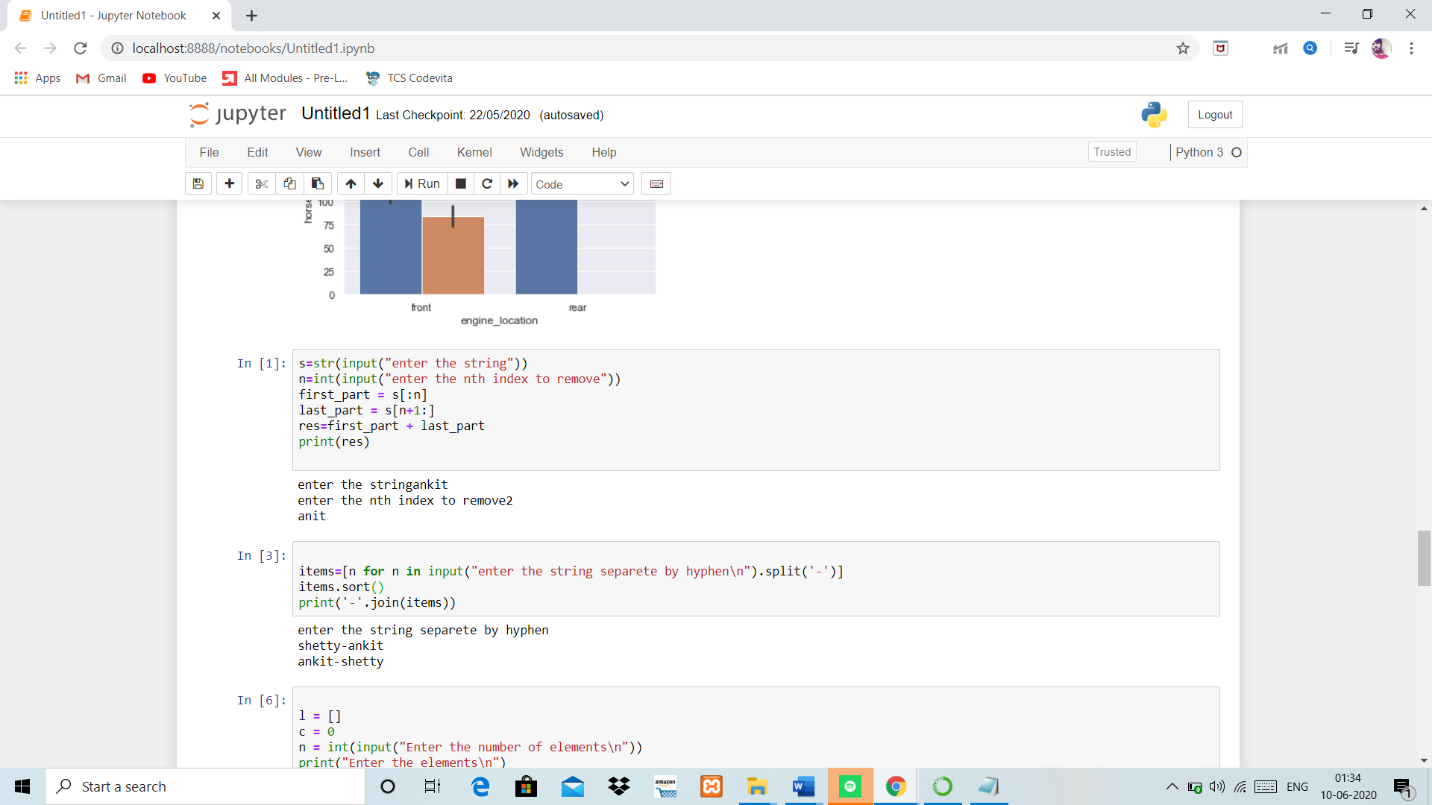 Untitled1 - Jupyter Notebook
localhost:8888/notebooks/Untitled1.ipynb
Apps Gmail YouTube All Modules - Pre-L... TCS Codevita
jupyter Untitled1 Last Checkpoint: 22/05/2020 (autosaved) Logout
File Edit View Insert Cell Kernel Widgets Help Trusted Python 3
Run Code
horse
100
75
50
25
0
front rear
engine_location
In [1]: s=str(input("enter the string"))
n=int(input("enter the nth index to remove"))
first_part = s[:n]
last_part = s[n+1:]
res=first_part + last_part
print(res)
enter the stringankit
enter the nth index to remove2
anit
In [3]:
items=[n for n in input("enter the string separete by hyphen\n").split('-')]
items.sort()
print('-'.join(items))
enter the string separete by hyphen
shetty-ankit
ankit-shetty
In [6]:
l = []
c = 0
n = int(input("Enter the number of elements\n"))
print("Enter the elements\n")
Start a search
amazon
ENG
01:34
10-06-2020
1